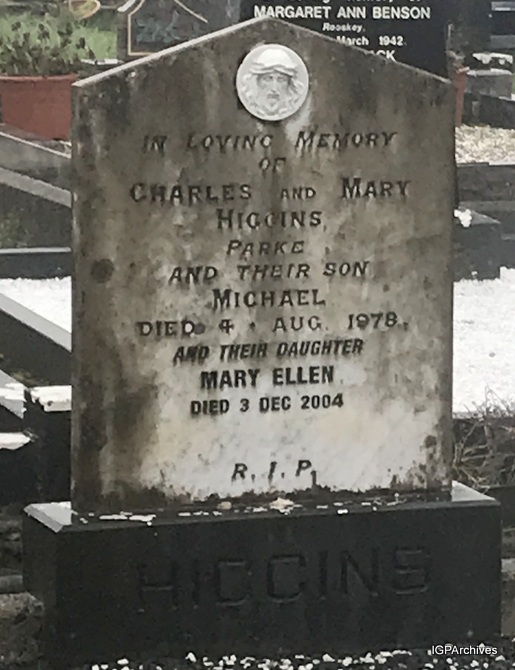 MARGARET ANN BENSON
Rooskey,
March 1942.
IN LOVING MEMORY
OF
CHARLES AND MARY
HIGGINS,
PARKE
AND THEIR SON
MICHAEL
DIED 4 AUG. 1978.
AND THEIR DAUGHTER
MARY ELLEN
DIED 3 DEC 2004
R.I.P.
HIGGINS
IGPArchives